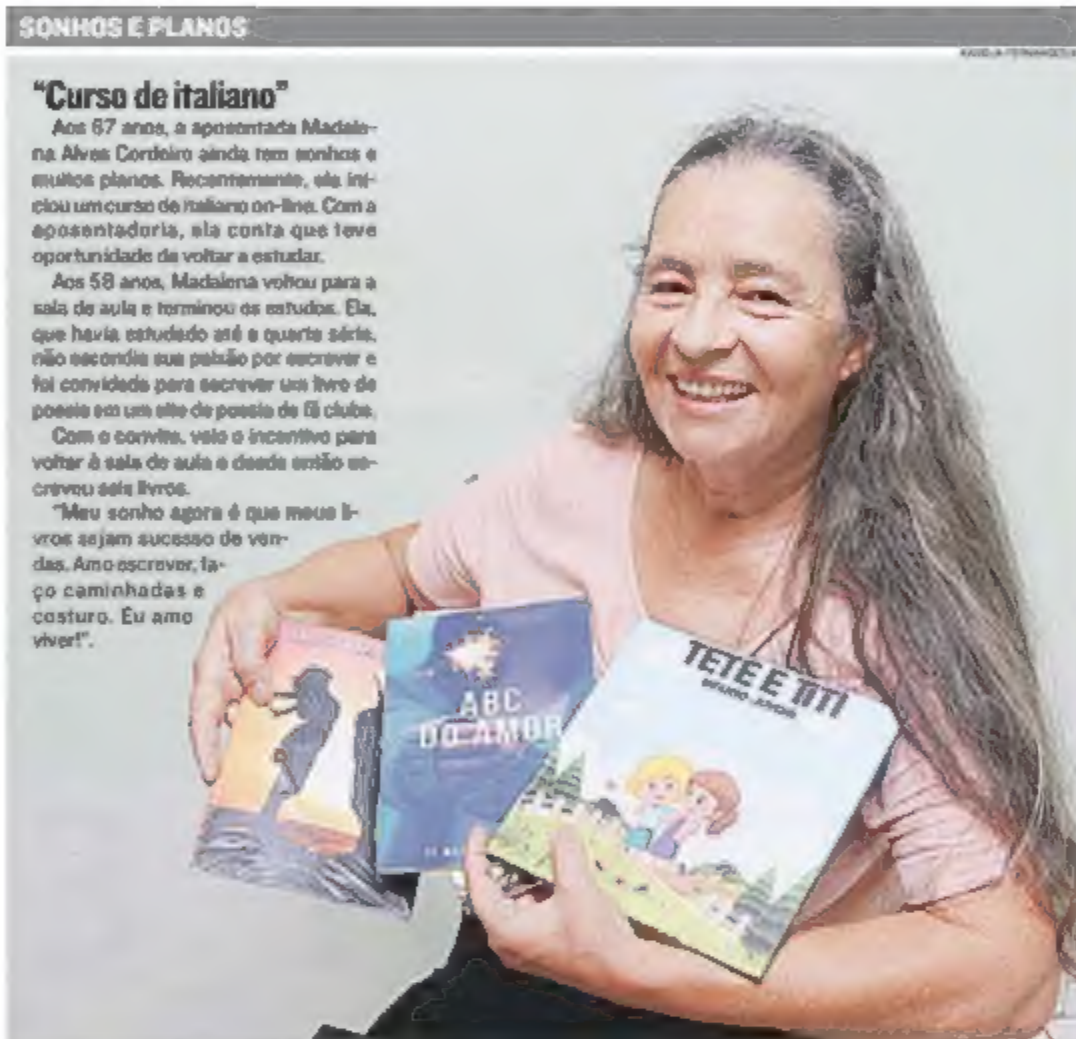 SONHOS E PLANOS
"Curso de italiano"
Aos 67 anos, a aposentada Madale-
na Alves Cordeiro ainda tem sonhos e
muitos planos. Recentemente, ela ini-
ciou um curso de italiano on-line. Com a
aposentadoria, ela conta que teve
oportunidade de voltar a estudar.
Aos 58 anos, Madalena voltou para a
sala de aula e terminou os estudos. Ela,
que havia estudado até a quarta série,
não escondia sua paixão por escrever e
foi convidada para escrever um livro de
poesia em um site de poesia de fã clube.
Com o convite, veio o incentivo para
voltar à sala de aula e desde então es-
creveu seis livros.
"Meu sonho agora é que meus li-
vros sejam sucesso de ven-
das. Amo escrever, fa-
ço caminhadas e
costuro. Eu amo
viver!".
ABC
DO AMOR
TETÉ E TITI